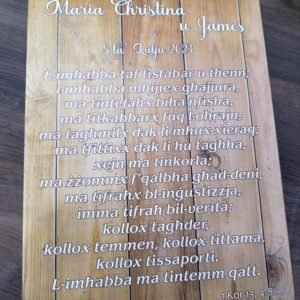 Maria Christina
u James
5 ta' Lulju 2023
L-imħabba taf tistabar u tħenn;
L-imħabba mhijiex għajjura,
ma tintefaħx biha nfisha,
ma titkabbarx fuq l-oħrajn;
ma tagħmilx dak li mhux xieraq;
ma tfittixx dak li hu tagħha,
xejn ma tinkorla;
ma żżommx f'qalbha għad-deni,
ma tifraħx bl-inġustizzja,
imma tifraħ bil-verità;
kollox tagħder,
kollox temmen, kollox tittama,
kollox tissaporti.
L-imħabba ma tintemm qatt.
1 Kor 13, 4-8